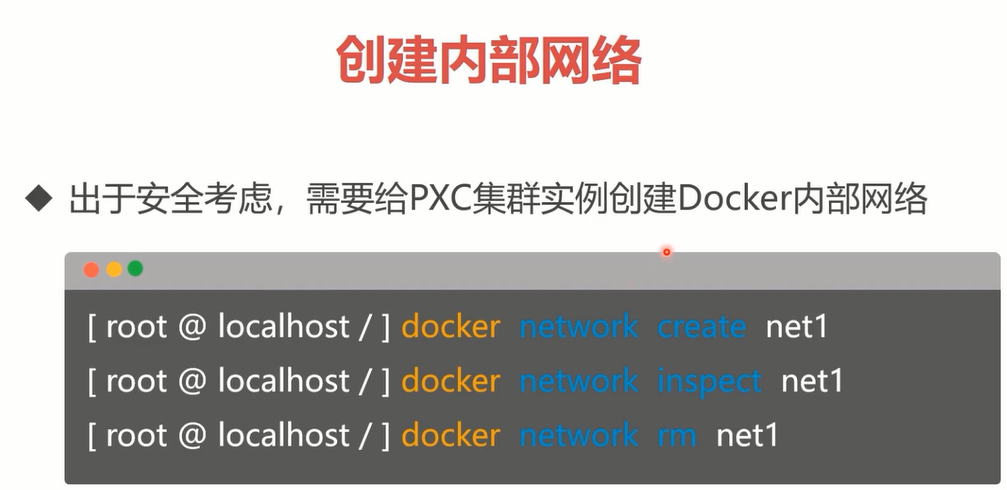 创建内部网络
◆ 出于安全考虑，需要给PXC集群实例创建Docker内部网络
[ root @ localhost / ] docker network create net1
[ root @ localhost / ] docker network inspect net1
[ root @ localhost / ] docker network rm net1